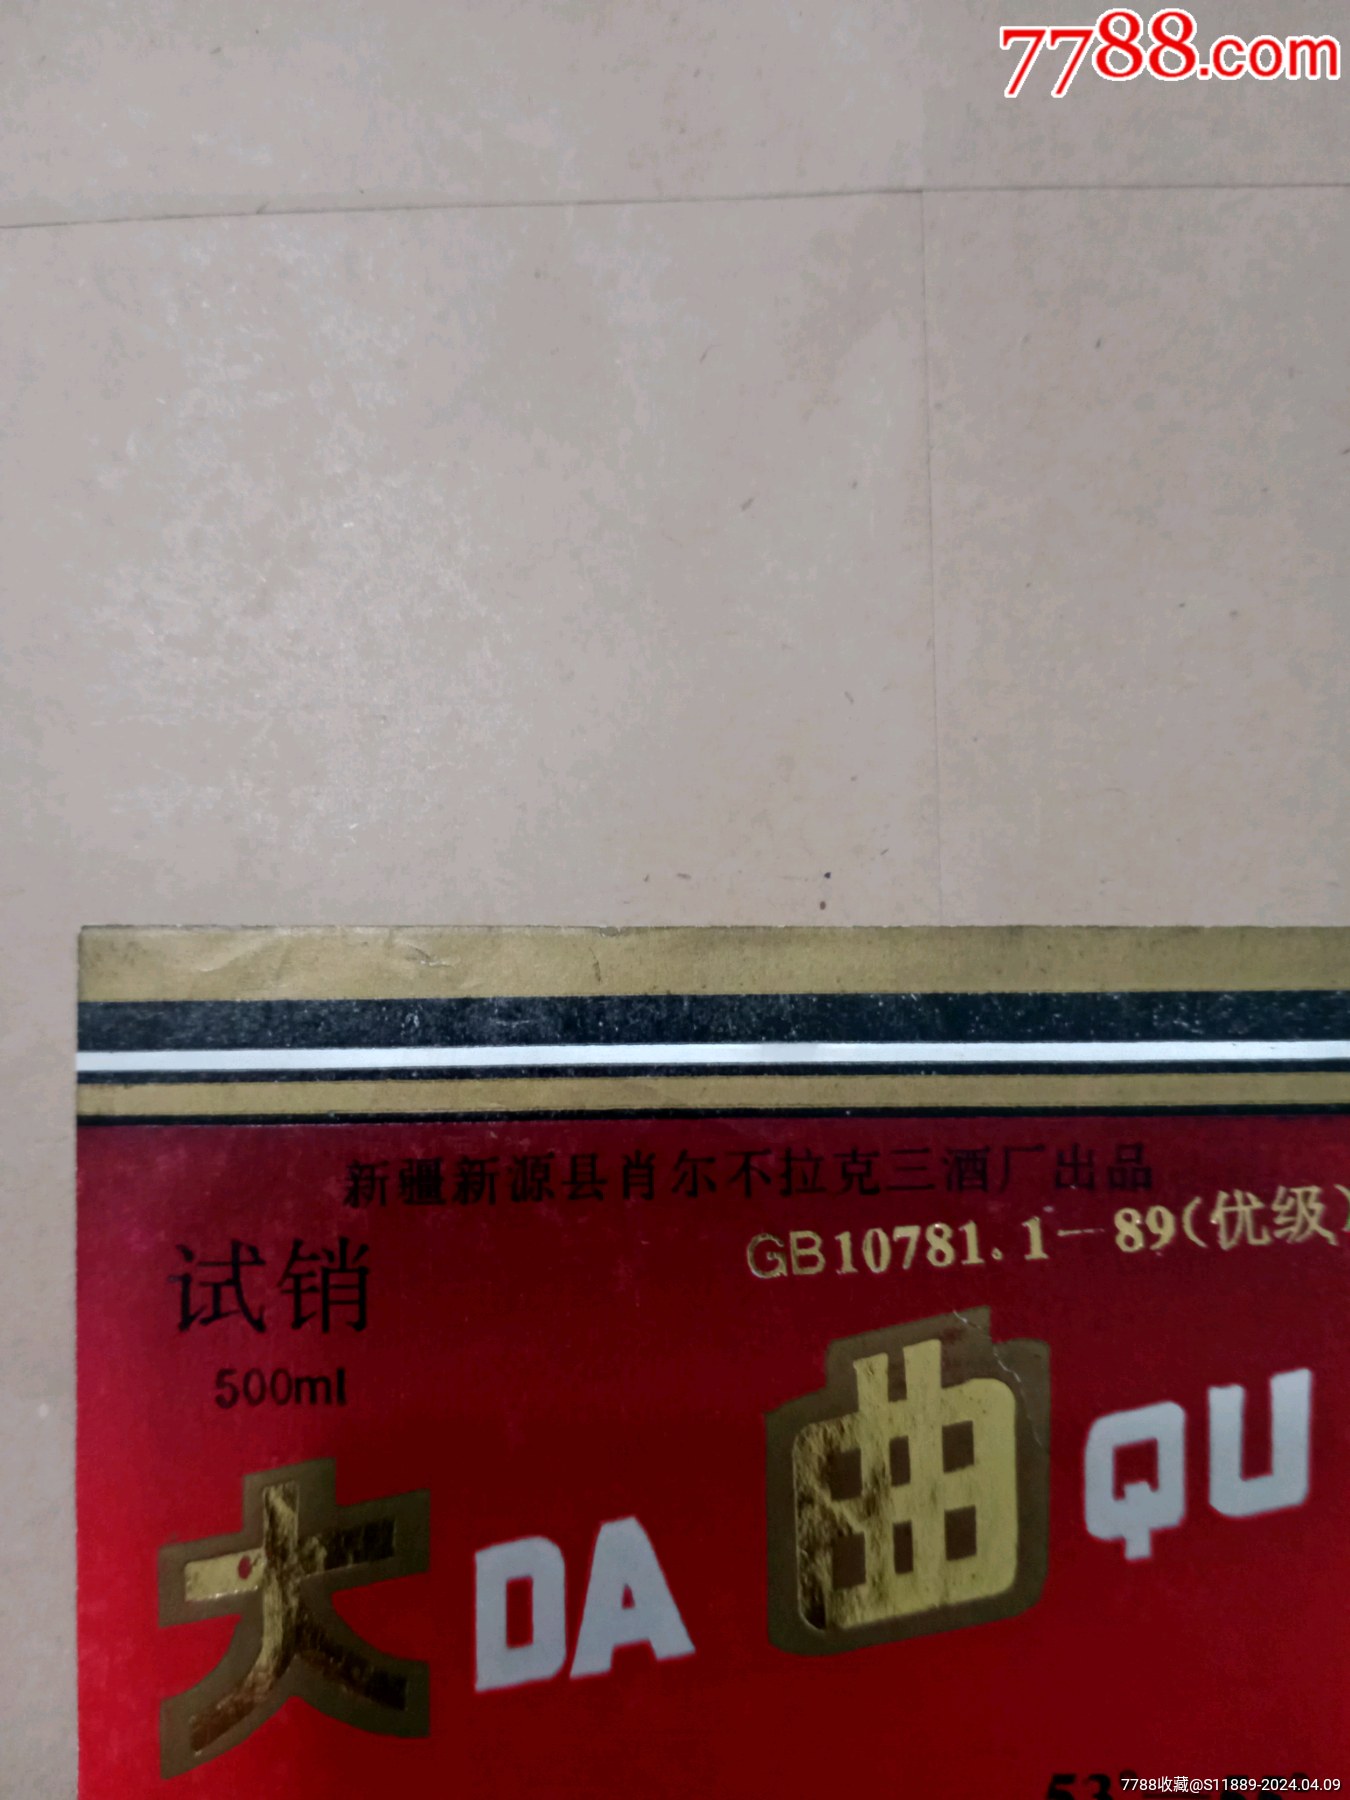 7788.com
新疆新源县肖尔不拉克三酒厂出品
GB10781.1-89(优级)
试销
500ml
大 DA 曲 QU
7788收藏@S11889-2024.04.09